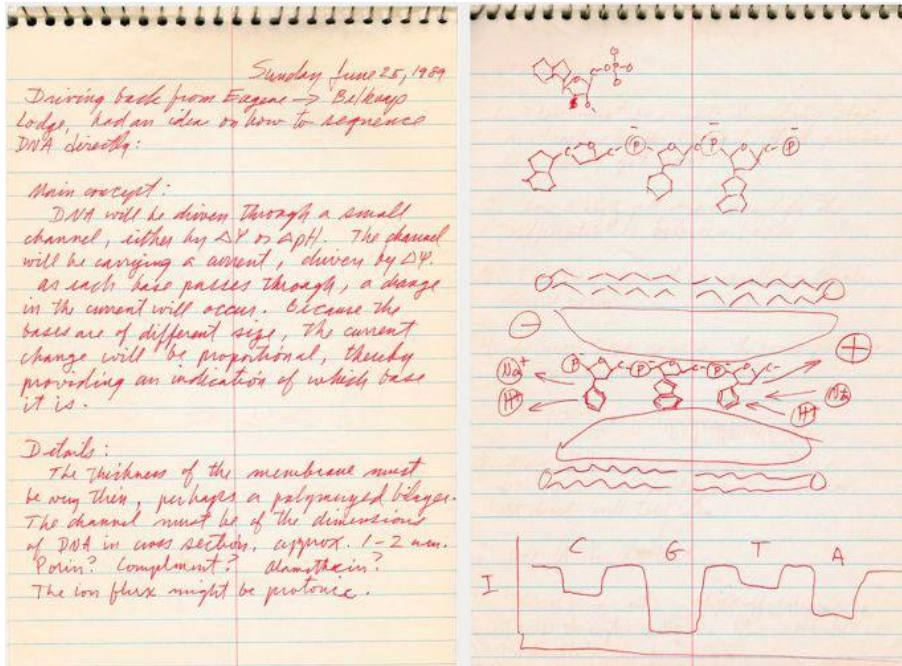 Sunday June 25, 1989
Driving back from Eugene → Belknap
Lodge, had an idea on how to sequence
DNA directly:
Main concept:
DNA will be driven through a small
channel, either by ΔΨ or ΔpH. The channel
will be carrying a current, driven by ΔΨ.
as each base passes through, a change
in the current will occur. Because the
bases are of different size, the current
change will be proportional, thereby
providing an indication of which base
it is.
Details:
The thickness of the membrane must
be very thin, perhaps a polymerized bilayer.
The channel must be of the dimensions
of DNA in cross section, approx. 1-2 nm.
Porin? Complement? Alamethicin?
The ion flux might be protonic.
O
C-O-P-O
O
O
C-O-C-P-O-C-P-O-C-P
- +
Na+ P O C-P-O-C-P-O C-
H+ Na+
H+
C G T A
I